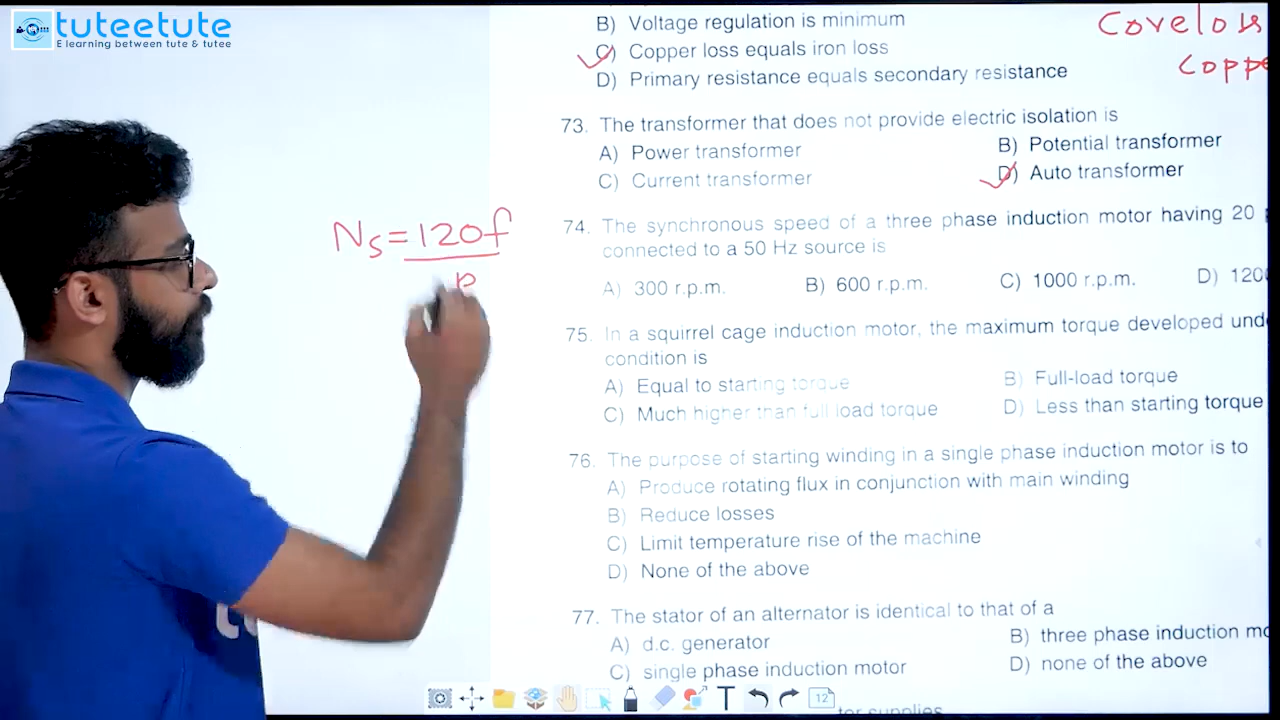 tuteetute
E learning between tute & tutee
B) Voltage regulation is minimum
C) Copper loss equals iron loss
D) Primary resistance equals secondary resistance
73. The transformer that does not provide electric isolation is
A) Power transformer
B) Potential transformer
C) Current transformer
D) Auto transformer
74. The synchronous speed of a three phase induction motor having 20
connected to a 50 Hz source is
A) 300 r.p.m.
B) 600 r.p.m.
C) 1000 r.p.m.
D) 120
75. In a squirrel cage induction motor, the maximum torque developed und
condition is
A) Equal to starting torque
B) Full-load torque
C) Much higher than full load torque
D) Less than starting torque
76. The purpose of starting winding in a single phase induction motor is to
A) Produce rotating flux in conjunction with main winding
B) Reduce losses
C) Limit temperature rise of the machine
D) None of the above
77. The stator of an alternator is identical to that of a
A) d.c. generator
B) three phase induction mo
C) single phase induction motor
D) none of the above
Ns = 120f
P
Copp
12